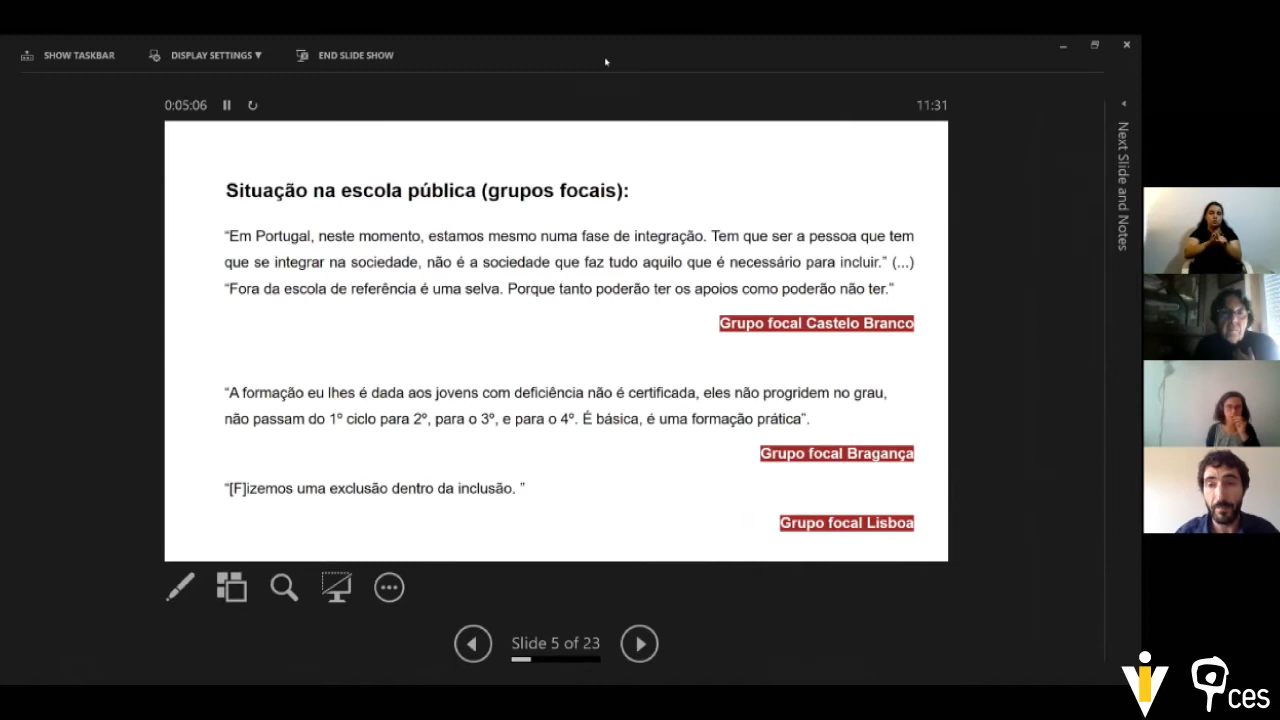 SHOW TASKBAR DISPLAY SETTINGS ▼ END SLIDE SHOW
0:05:06 11:31
Next Slide and Notes
Situação na escola pública (grupos focais):
“Em Portugal, neste momento, estamos mesmo numa fase de integração. Tem que ser a pessoa que tem
que se integrar na sociedade, não é a sociedade que faz tudo aquilo que é necessário para incluir.” (...)
“Fora da escola de referência é uma selva. Porque tanto poderão ter os apoios como poderão não ter.”
Grupo focal Castelo Branco
“A formação eu lhes é dada aos jovens com deficiência não é certificada, eles não progridem no grau,
não passam do 1º ciclo para 2º, para o 3º, e para o 4º. É básica, é uma formação prática”.
Grupo focal Bragança
“[F]izemos uma exclusão dentro da inclusão. ”
Grupo focal Lisboa
Slide 5 of 23
ces